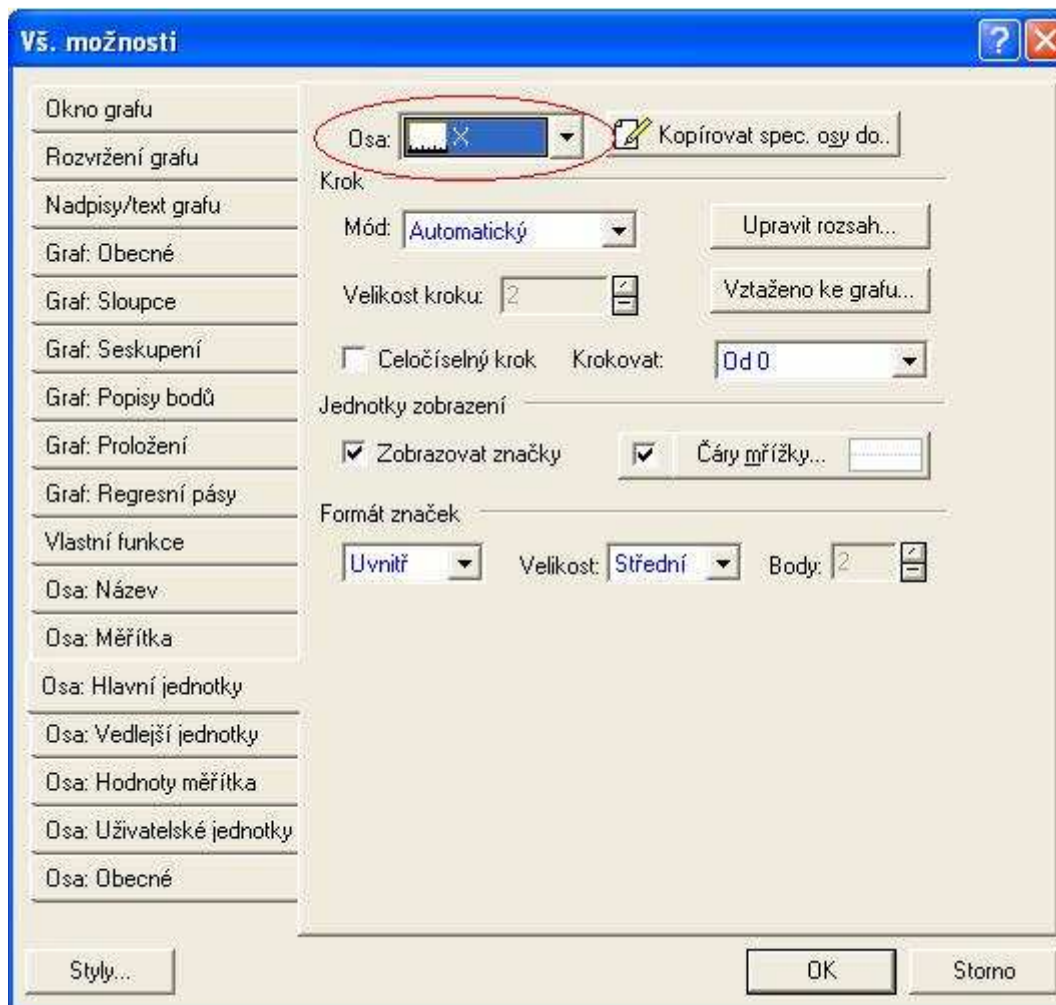 Vš. možnosti
Okno grafu
Rozvržení grafu
Nadpisy/text grafu
Graf: Obecné
Graf: Sloupce
Graf: Seskupení
Graf: Popisy bodů
Graf: Proložení
Graf: Regresní pásy
Vlastní funkce
Osa: Název
Osa: Měřítka
Osa: Hlavní jednotky
Osa: Vedlejší jednotky
Osa: Hodnoty měřítka
Osa: Uživatelské jednotky
Osa: Obecné
Osa: X Kopírovat spec. osy do..
Krok
Mód: Automatický Upravit rozsah...
Velikost kroku: 2 Vztaženo ke grafu...
Celočíselný krok Krokovat: Od 0
Jednotky zobrazení
Zobrazovat značky Čáry mřížky...
Formát značek
Uvnitř Velikost: Střední Body: 2
Styly... OK Storno